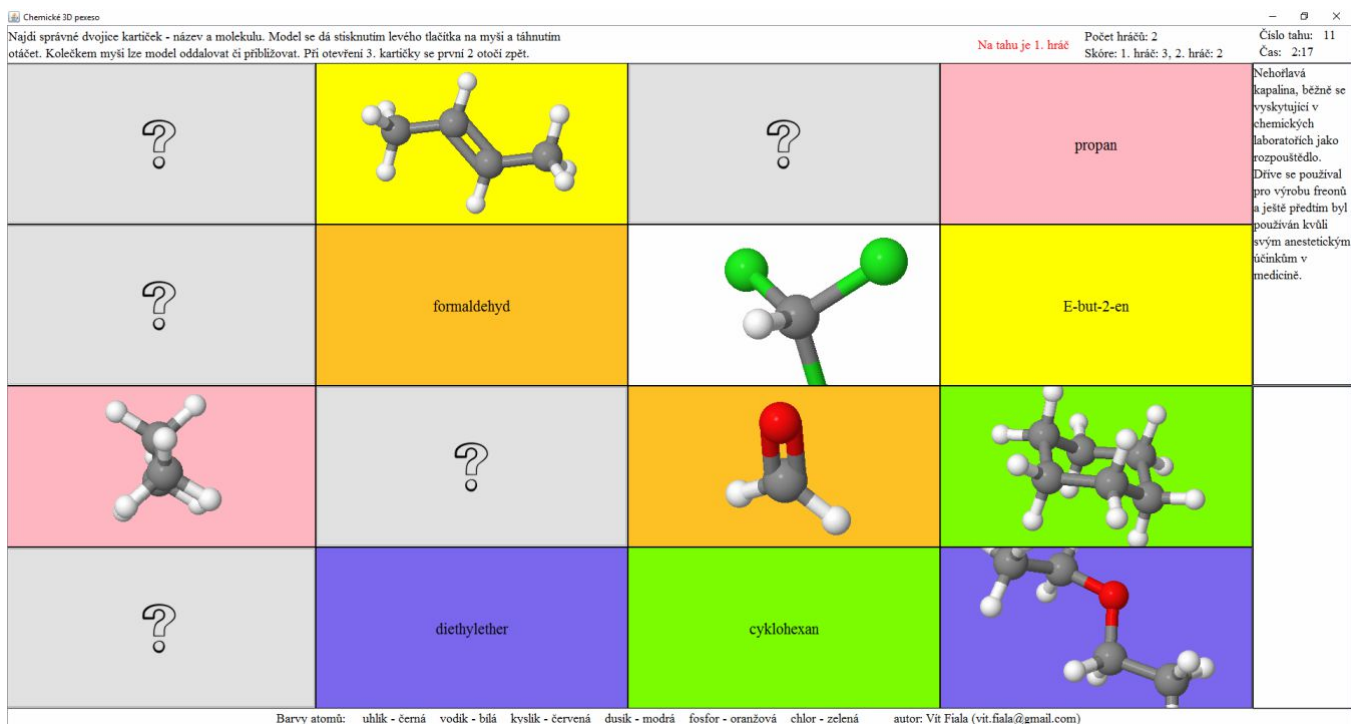 Chemické 3D pexeso
Najdi správné dvojice kartiček - název a molekulu. Model se dá stisknutím levého tlačítka na myši a táhnutím
otáčet. Kolečkem myši lze model oddalovat či přibližovat. Při otevření 3. kartičky se první 2 otočí zpět.
Na tahu je 1. hráč
Počet hráčů: 2
Skóre: 1. hráč: 3, 2. hráč: 2
Číslo tahu: 11
Čas: 2:17
?
?
propan
Nehořlavá
kapalina, běžně se
vyskytující v
chemických
laboratořích jako
rozpouštědlo.
Dříve se používal
pro výrobu freonů
a ještě předtím byl
používán kvůli
svým anestetickým
účinkům v
medicíně.
?
formaldehyd
E-but-2-en
?
?
diethylether
cyklohexan
Barvy atomů: uhlík - černá vodík - bílá kyslík - červená dusík - modrá fosfor - oranžová chlor - zelená autor: Vít Fiala (vit.fiala@gmail.com)